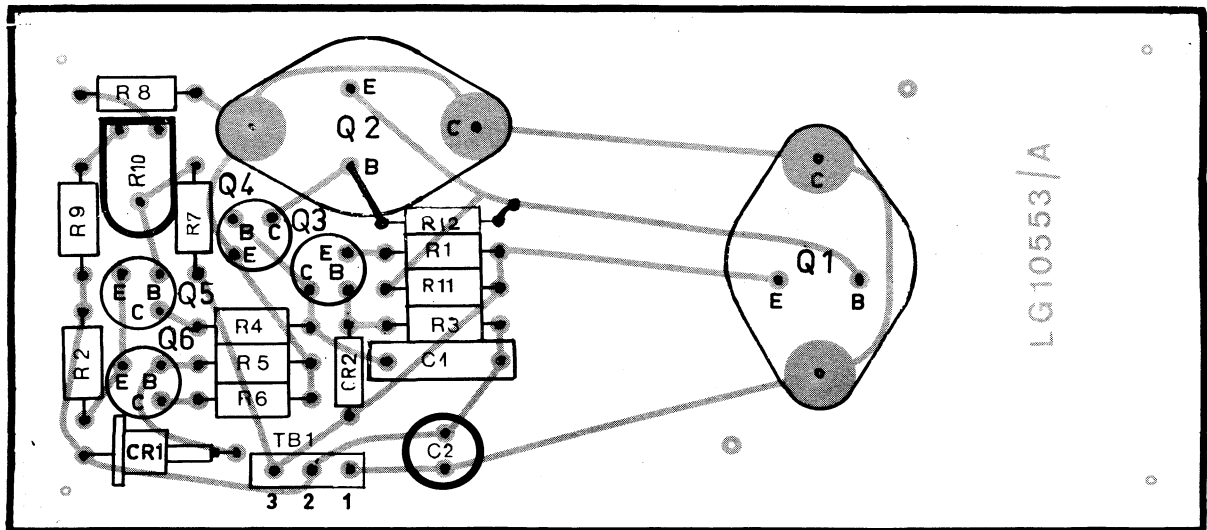 R8
E
Q2
C
R10
B
C
LG10553/A
Q4
R9
R7
Q3
B C
R12
E
E
R1
Q1
C B
R11
E B
E B
Q5
C
R3
R4
Q6
R2
E B
R5
CR2
C1
C
R6
TB1
CR1
C2
3 2 1